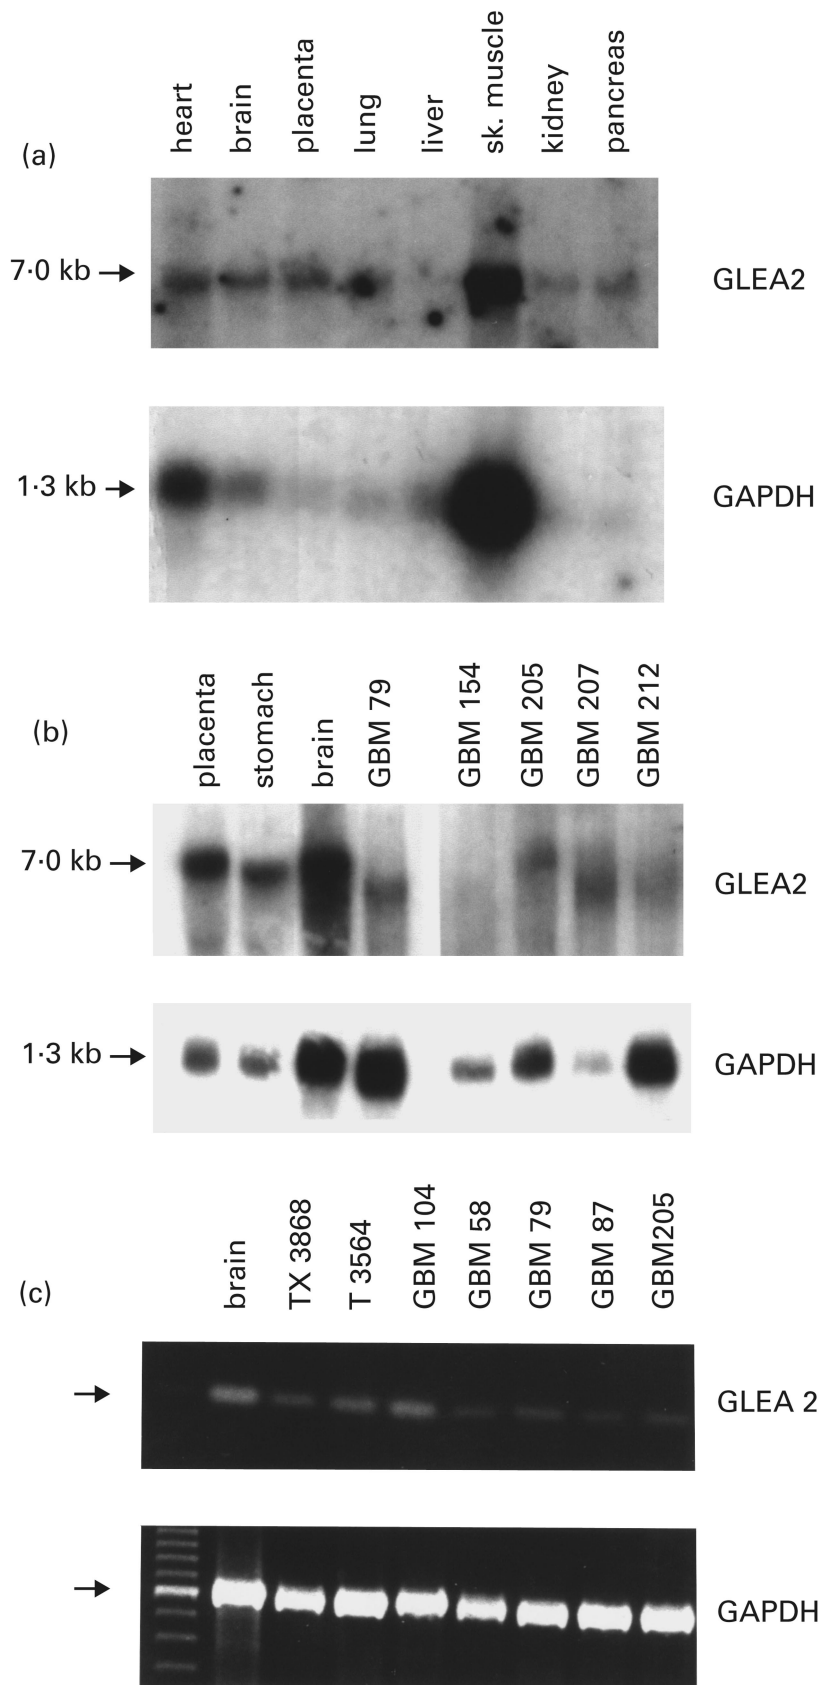 (a)
heart
brain
placenta
lung
liver
sk. muscle
kidney
pancreas
7·0 kb
GLEA2
1·3 kb
GAPDH
(b)
placenta
stomach
brain
GBM 79
GBM 154
GBM 205
GBM 207
GBM 212
7·0 kb
GLEA2
1·3 kb
GAPDH
(c)
brain
TX 3868
T 3564
GBM 104
GBM 58
GBM 79
GBM 87
GBM205
GLEA 2
GAPDH